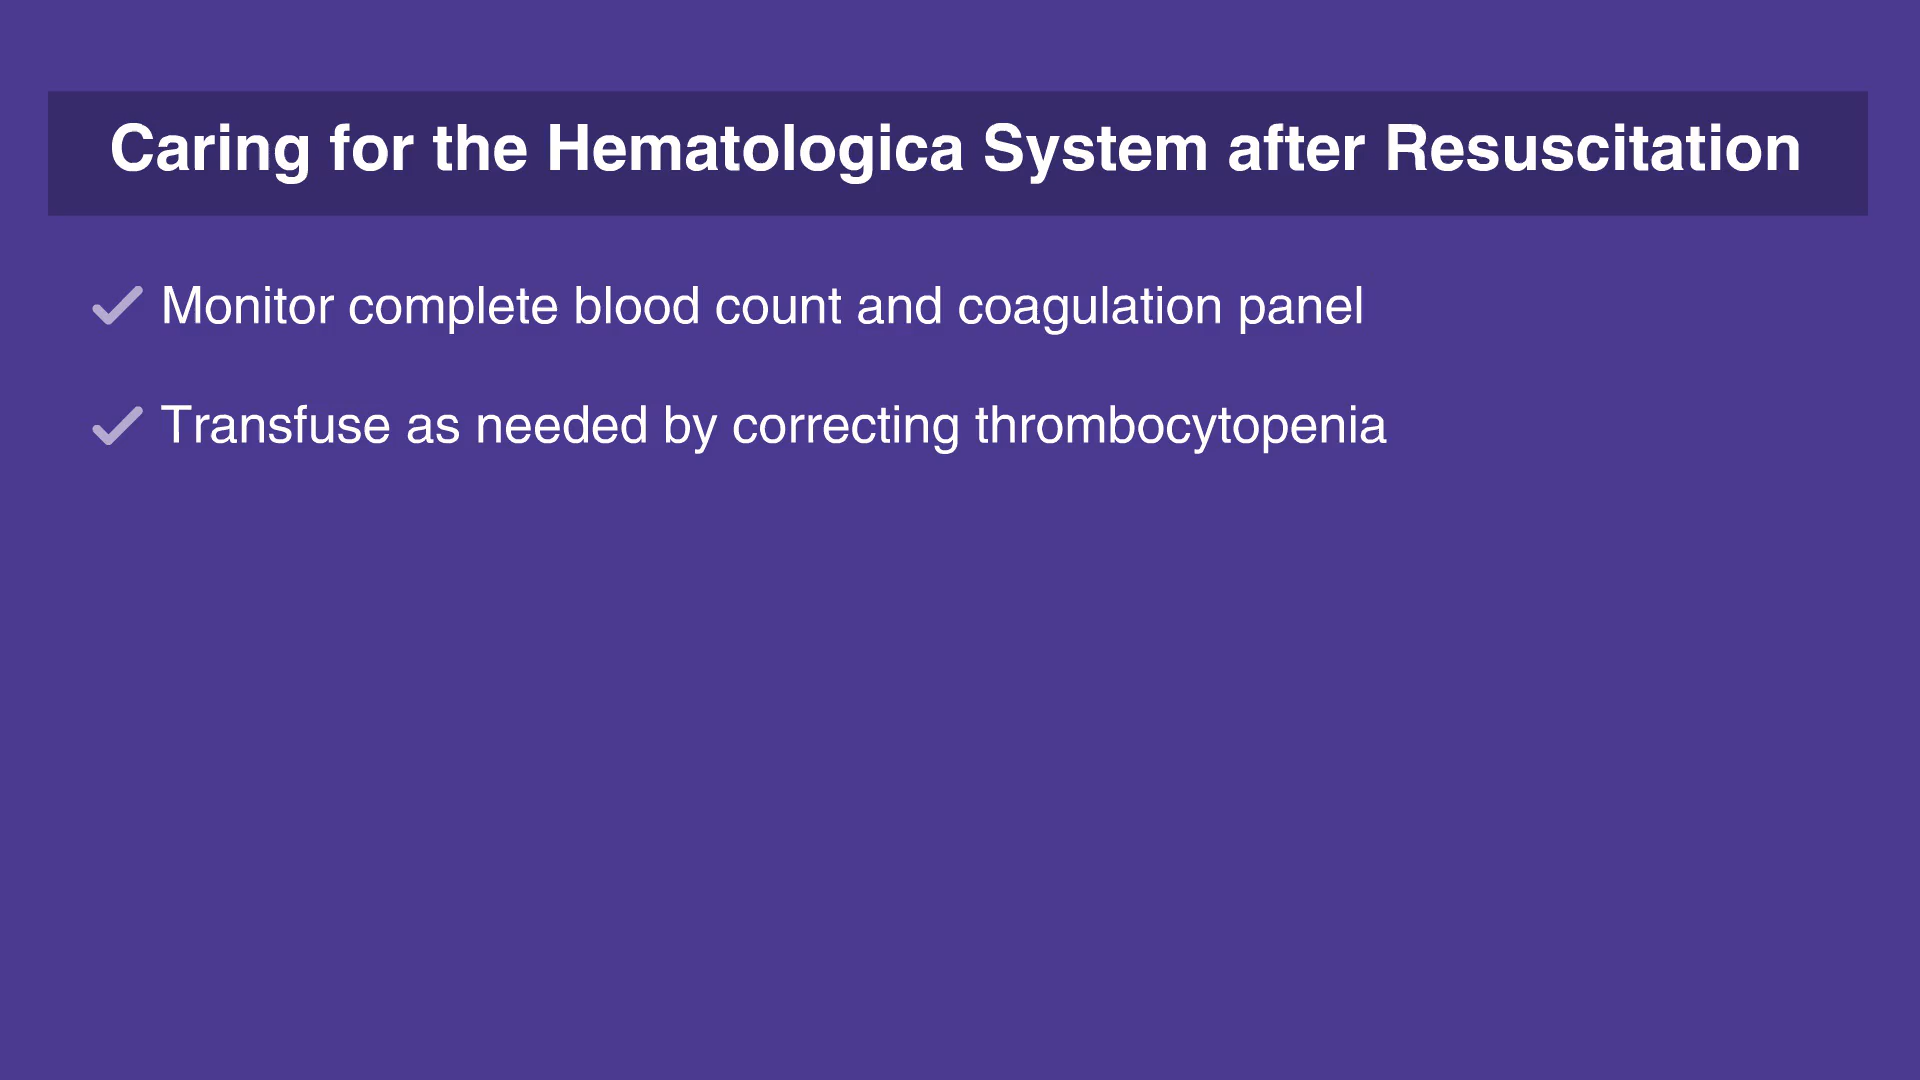 Caring for the Hematologica System after Resuscitation
Monitor complete blood count and coagulation panel
Transfuse as needed by correcting thrombocytopenia